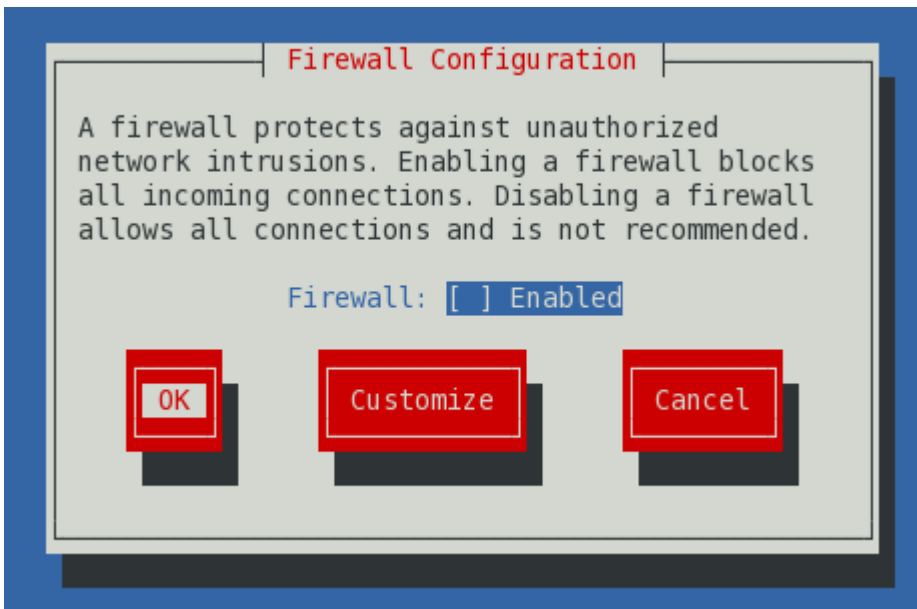 Firewall Configuration
A firewall protects against unauthorized
network intrusions. Enabling a firewall blocks
all incoming connections. Disabling a firewall
allows all connections and is not recommended.
Firewall: [ ] Enabled
OK Customize Cancel